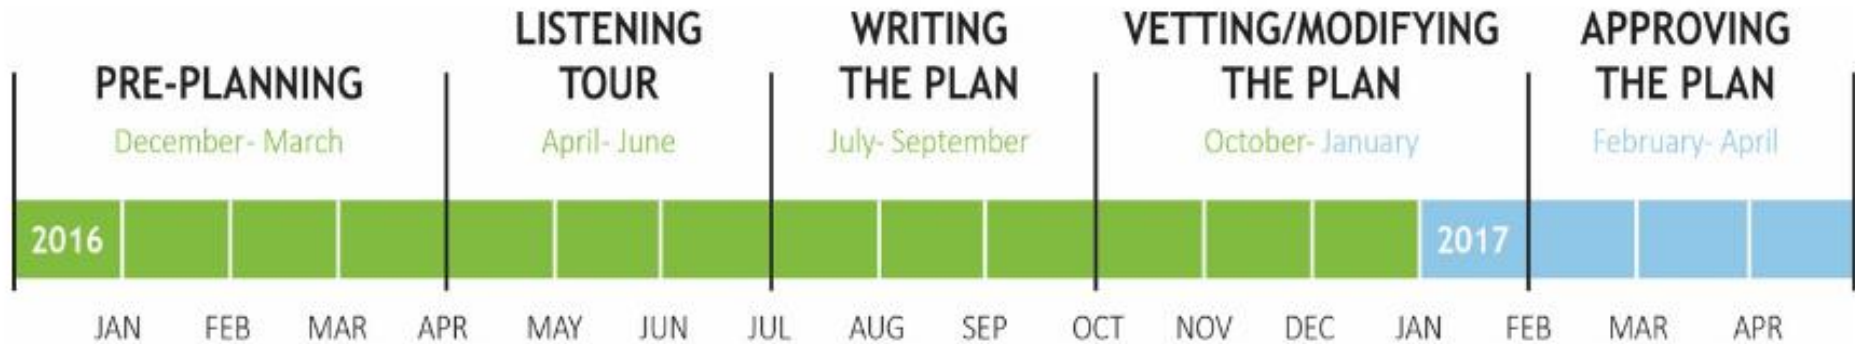 PRE-PLANNING
December- March
LISTENING
TOUR
April- June
WRITING
THE PLAN
July- September
VETTING/MODIFYING
THE PLAN
October- January
APPROVING
THE PLAN
February- April
2016
2017
JAN FEB MAR APR MAY JUN JUL AUG SEP OCT NOV DEC JAN FEB MAR APR